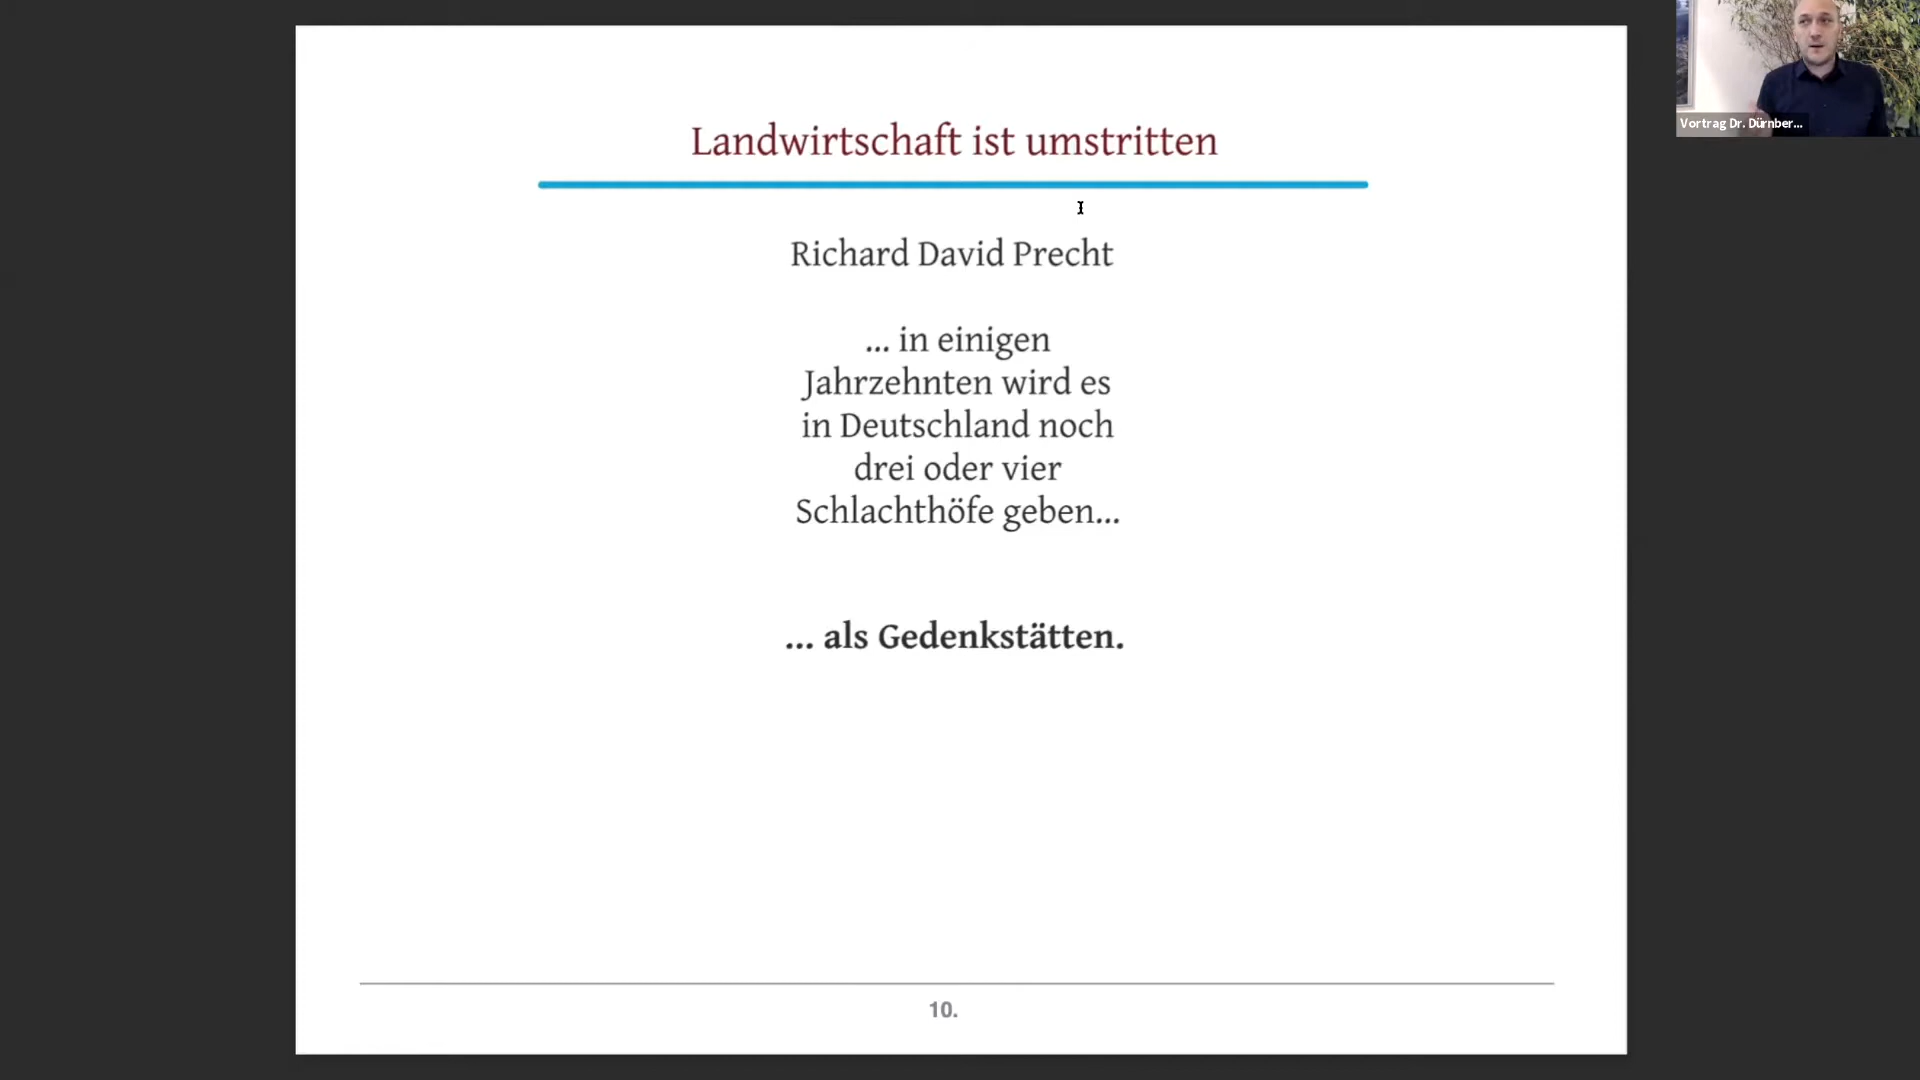 Landwirtschaft ist umstritten
Richard David Precht
... in einigen
Jahrzehnten wird es
in Deutschland noch
drei oder vier
Schlachthöfe geben...
... als Gedenkstätten.
10.
Vortrag Dr. Dürnber...